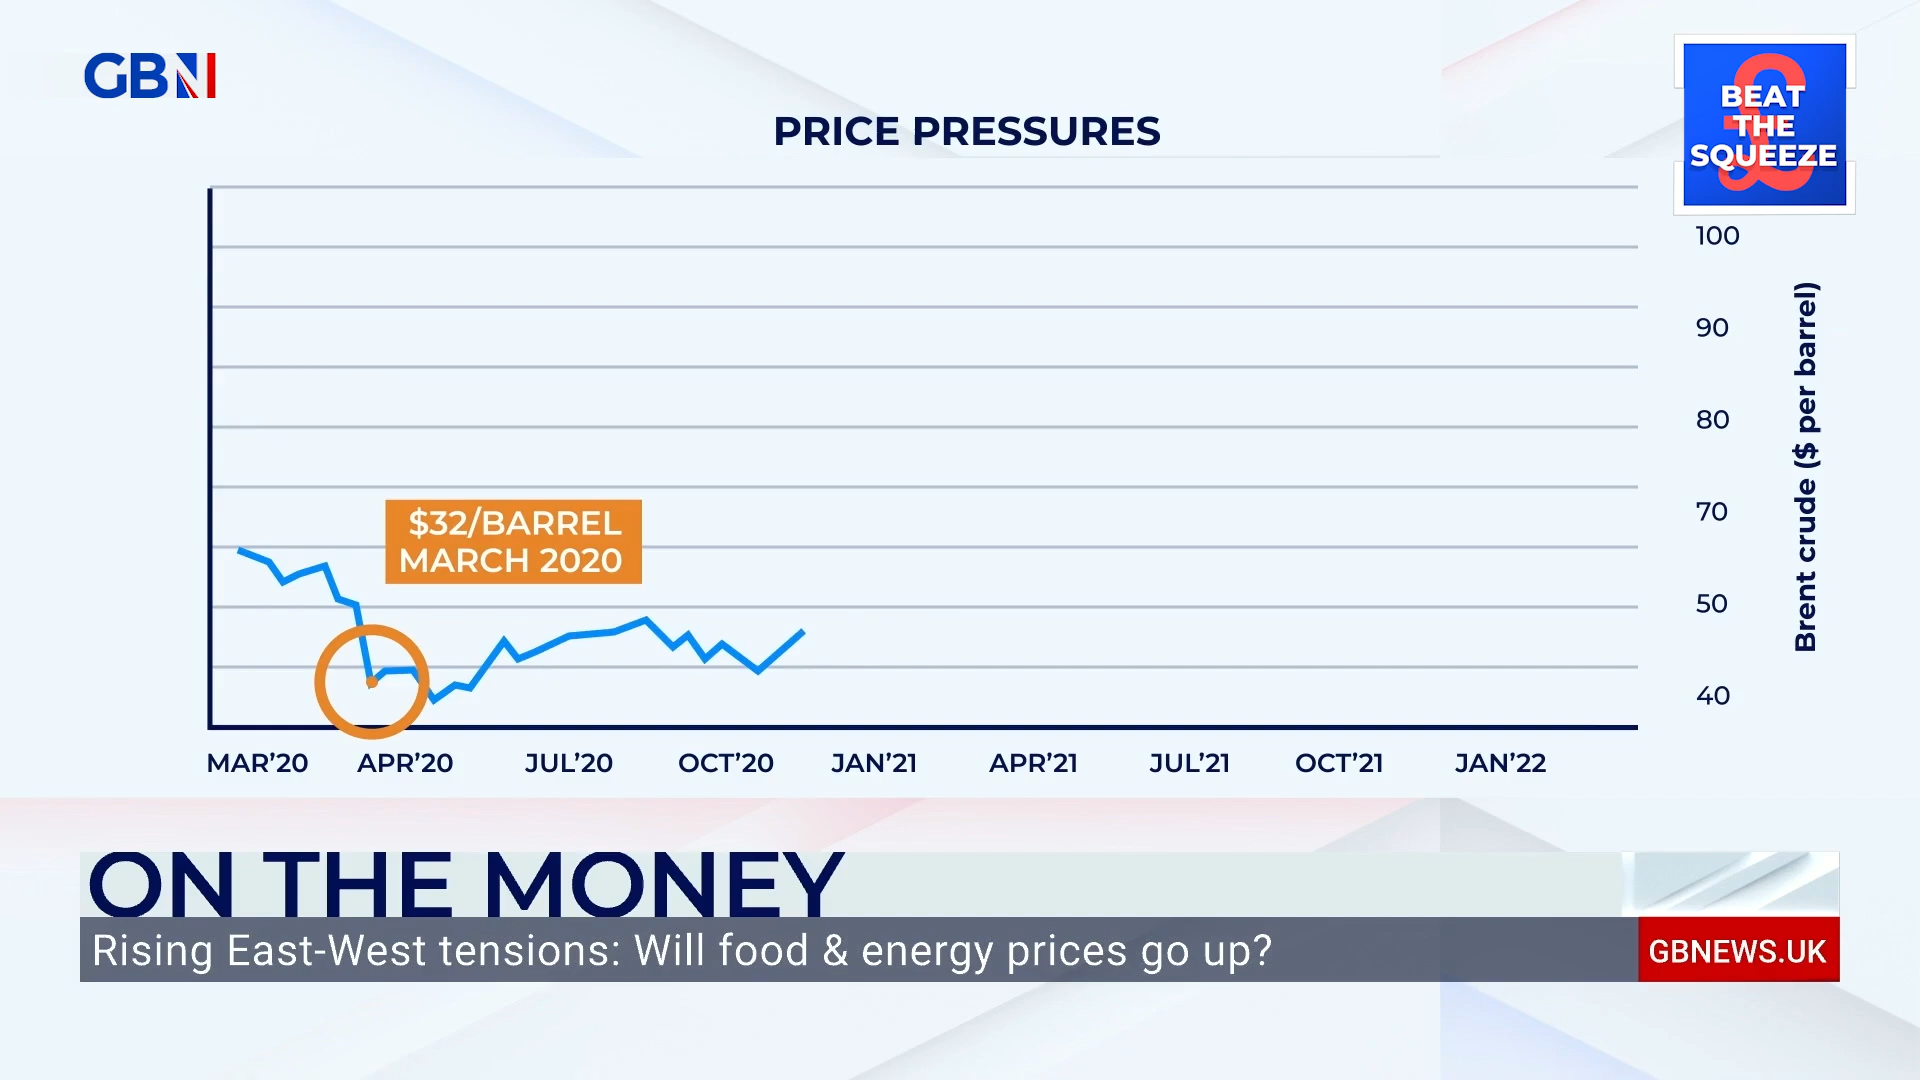 GBN
BEAT
THE
SQUEEZE
PRICE PRESSURES
100
90
80
70
50
40
Brent crude ($ per barrel)
$32/BARREL
MARCH 2020
MAR’20 APR’20 JUL’20 OCT’20 JAN’21 APR’21 JUL’21 OCT’21 JAN’22
ON THE MONEY
Rising East-West tensions: Will food & energy prices go up?
GBNEWS.UK